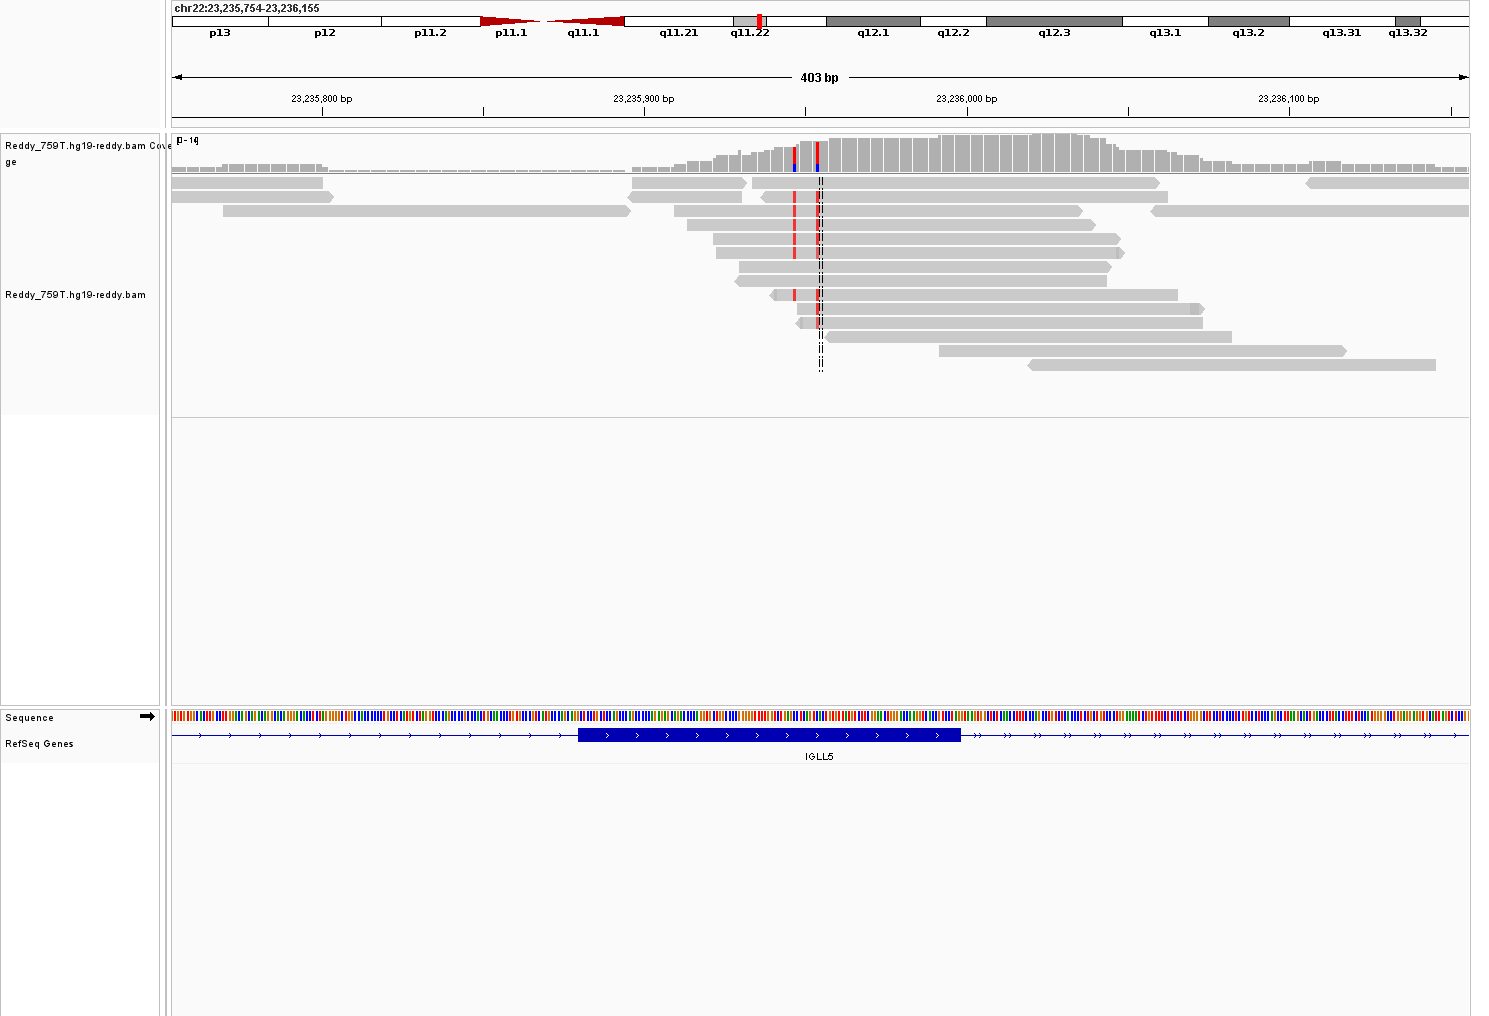 chr22:23,235,754-23,236,155
p13 p12 p11.2 p11.1 q11.1 q11.21 q11.22 q12.1 q12.2 q12.3 q13.1 q13.2 q13.31 q13.32
403 bp
23,235,800 bp 23,235,900 bp 23,236,000 bp 23,236,100 bp
Reddy_759T.hg19-reddy.bam Cove
ge
Reddy_759T.hg19-reddy.bam
Sequence
RefSeq Genes
IGLL5